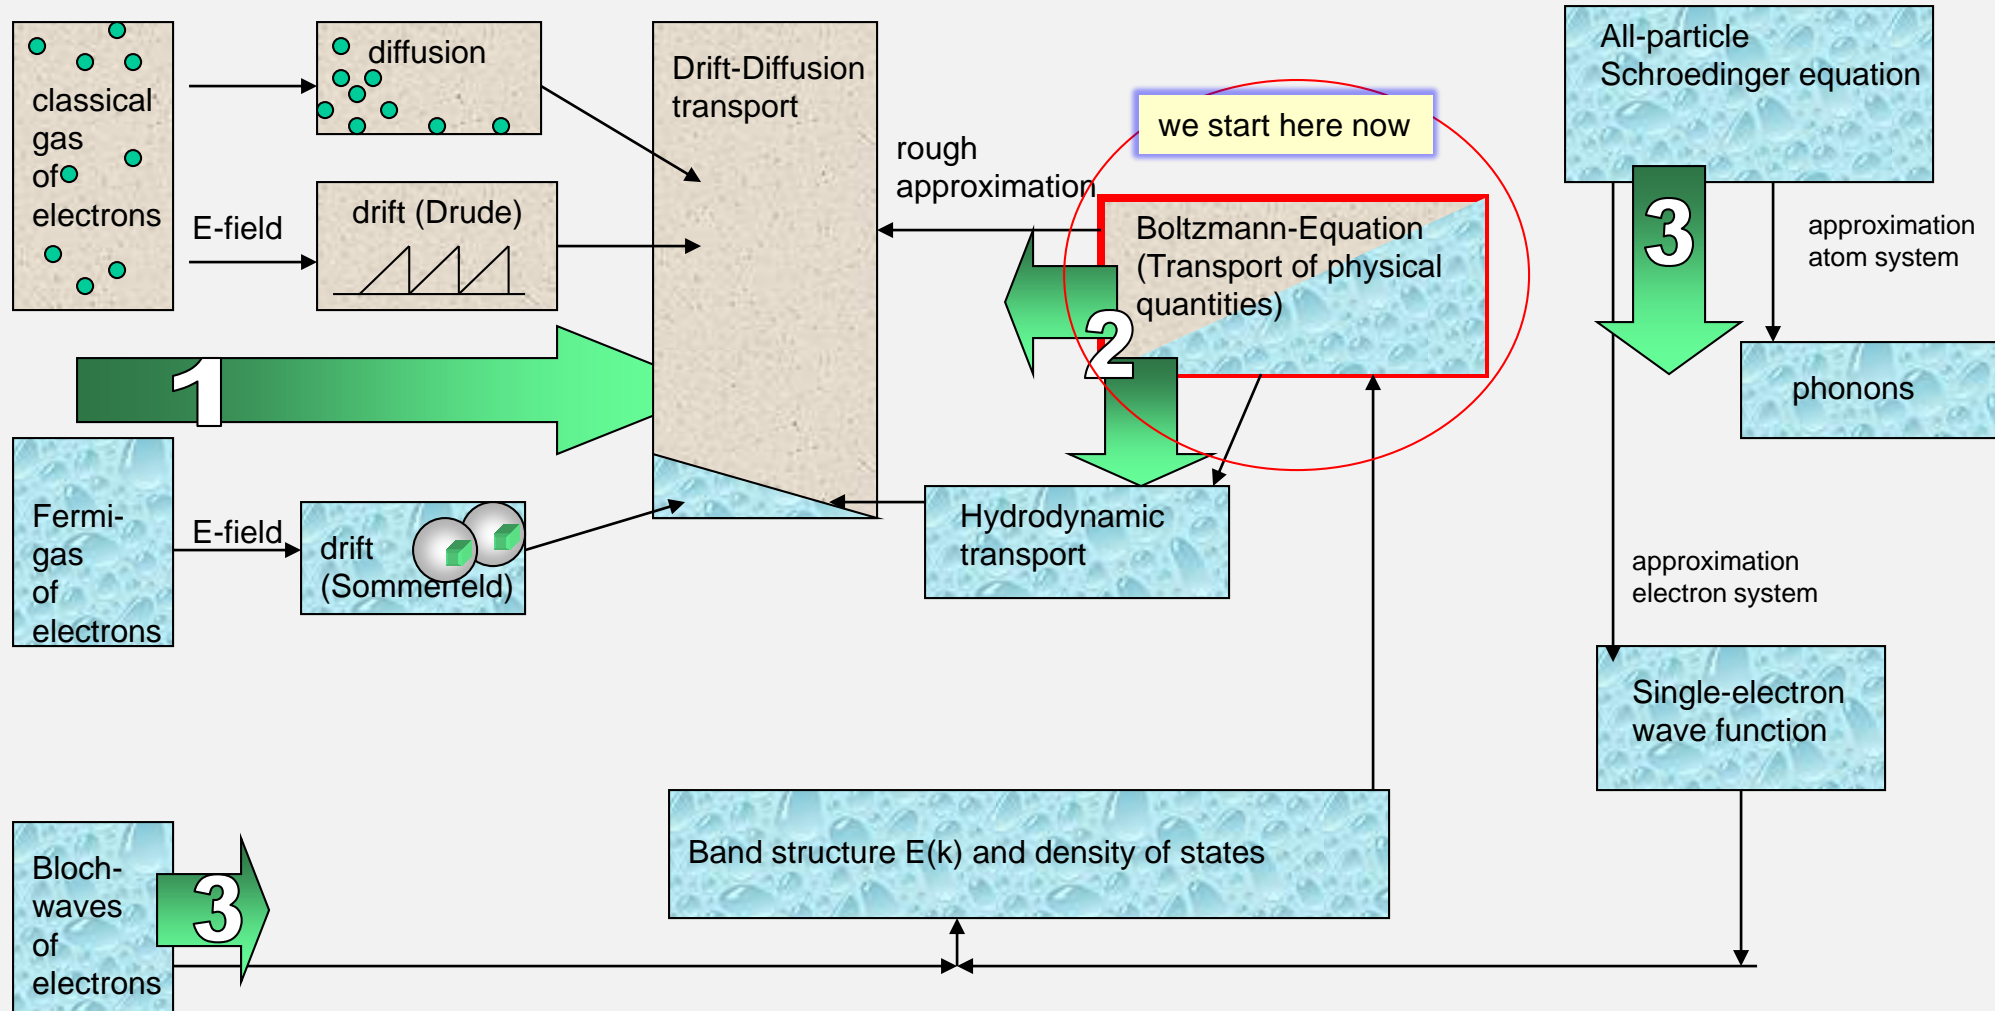 classical
gas
of
electrons
diffusion
E-field
drift (Drude)
Drift-Diffusion
transport
rough
approximation
we start here now
Boltzmann-Equation
(Transport of physical
quantities)
All-particle
Schroedinger equation
3
approximation
atom system
phonons
1
2
Fermi-
gas
of
electrons
E-field
drift
(Sommerfeld)
Hydrodynamic
transport
approximation
electron system
Single-electron
wave function
Band structure E(k) and density of states
Bloch-
waves
of
electrons
3